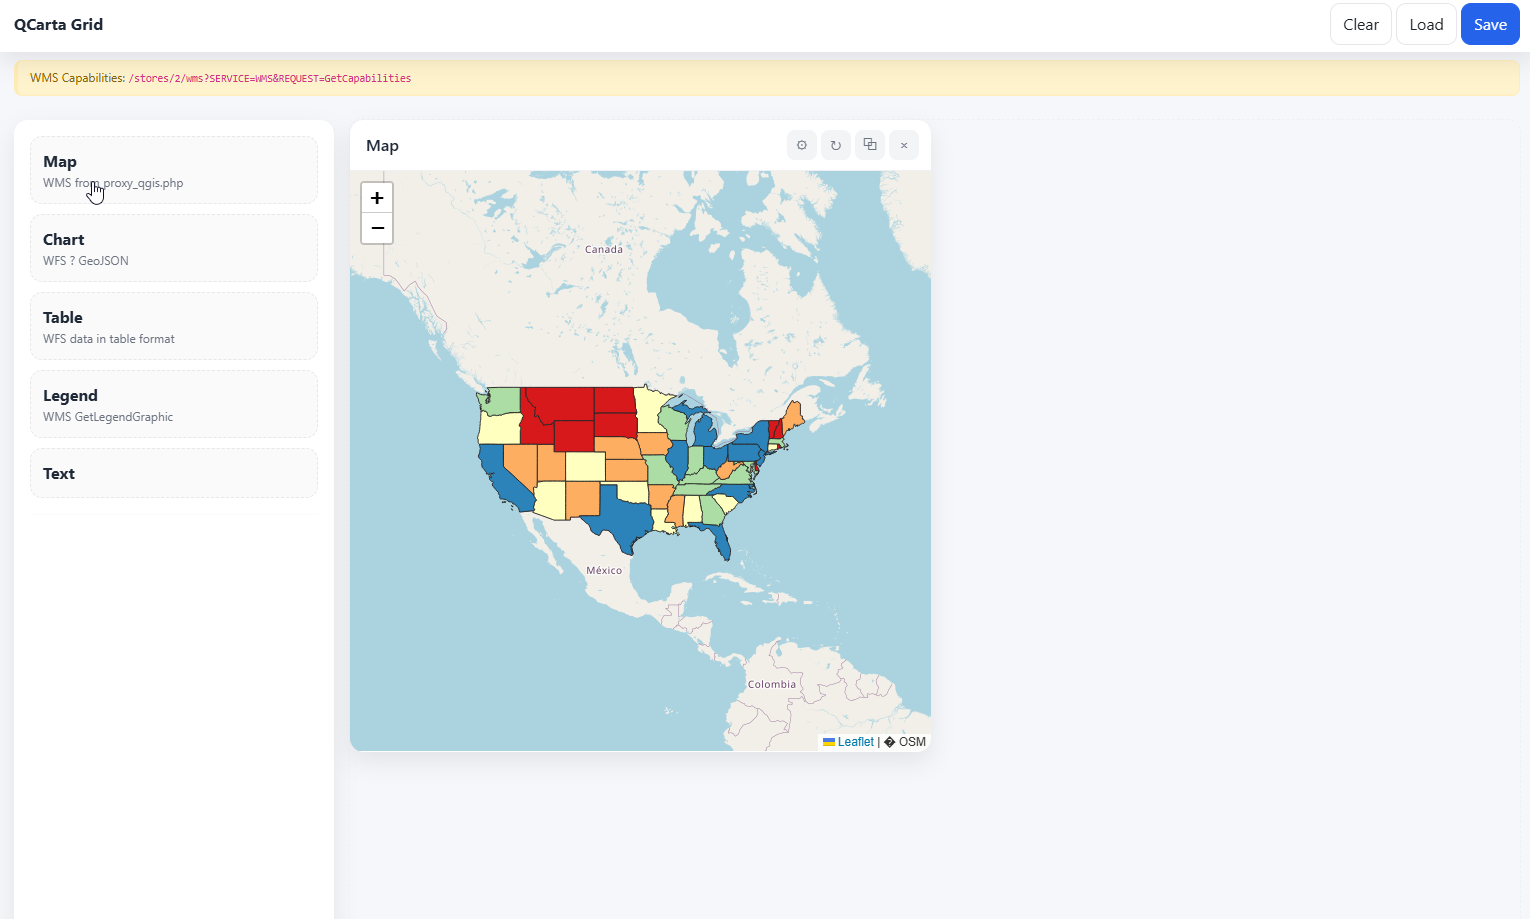 QCarta Grid
Clear Load Save
WMS Capabilities: /stores/2/wms?SERVICE=WMS&REQUEST=GetCapabilities
Map
WMS from proxy_qgis.php
Chart
WFS ? GeoJSON
Table
WFS data in table format
Legend
WMS GetLegendGraphic
Text
Map
+
−
Canada
México
Colombia
Leaflet | � OSM